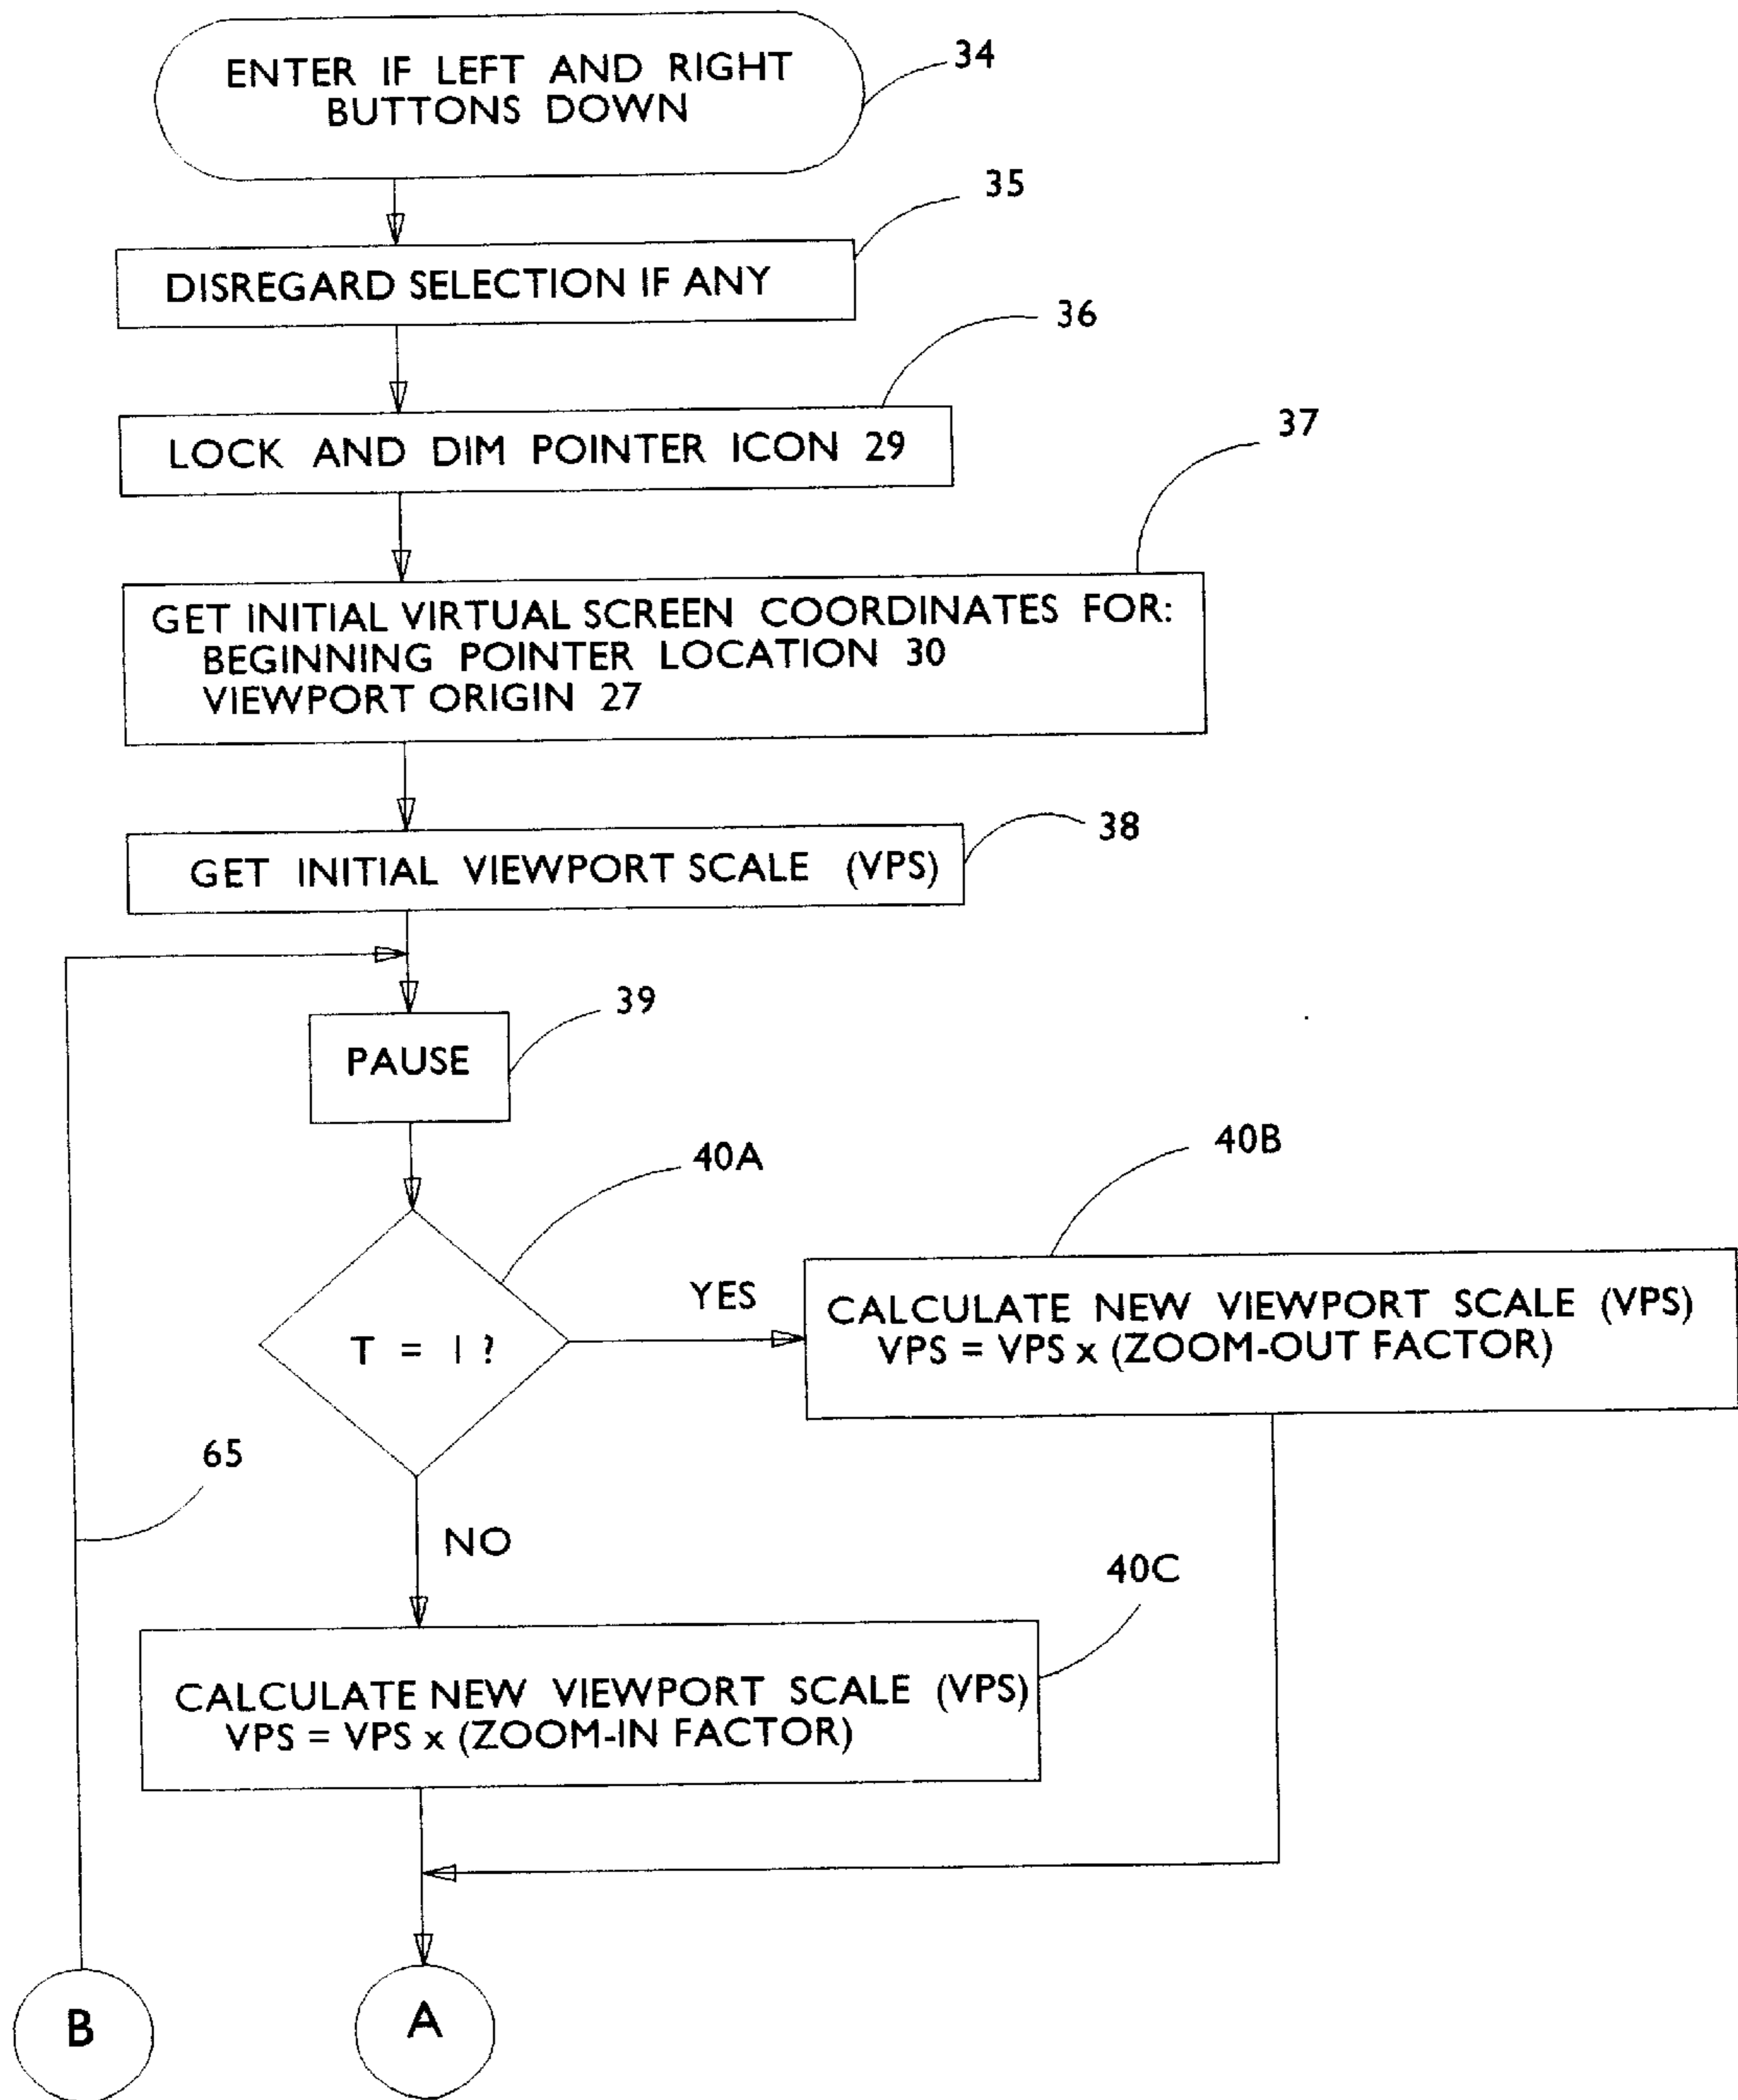 ENTER IF LEFT AND RIGHT
BUTTONS DOWN
34
35
DISREGARD SELECTION IF ANY
36
LOCK AND DIM POINTER ICON 29
37
GET INITIAL VIRTUAL SCREEN COORDINATES FOR:
BEGINNING POINTER LOCATION 30
VIEWPORT ORIGIN 27
38
GET INITIAL VIEWPORT SCALE (VPS)
39
PAUSE
40A
40B
YES
CALCULATE NEW VIEWPORT SCALE (VPS)
VPS = VPS x (ZOOM-OUT FACTOR)
T = 1 ?
65
NO
40C
CALCULATE NEW VIEWPORT SCALE (VPS)
VPS = VPS x (ZOOM-IN FACTOR)
B
A